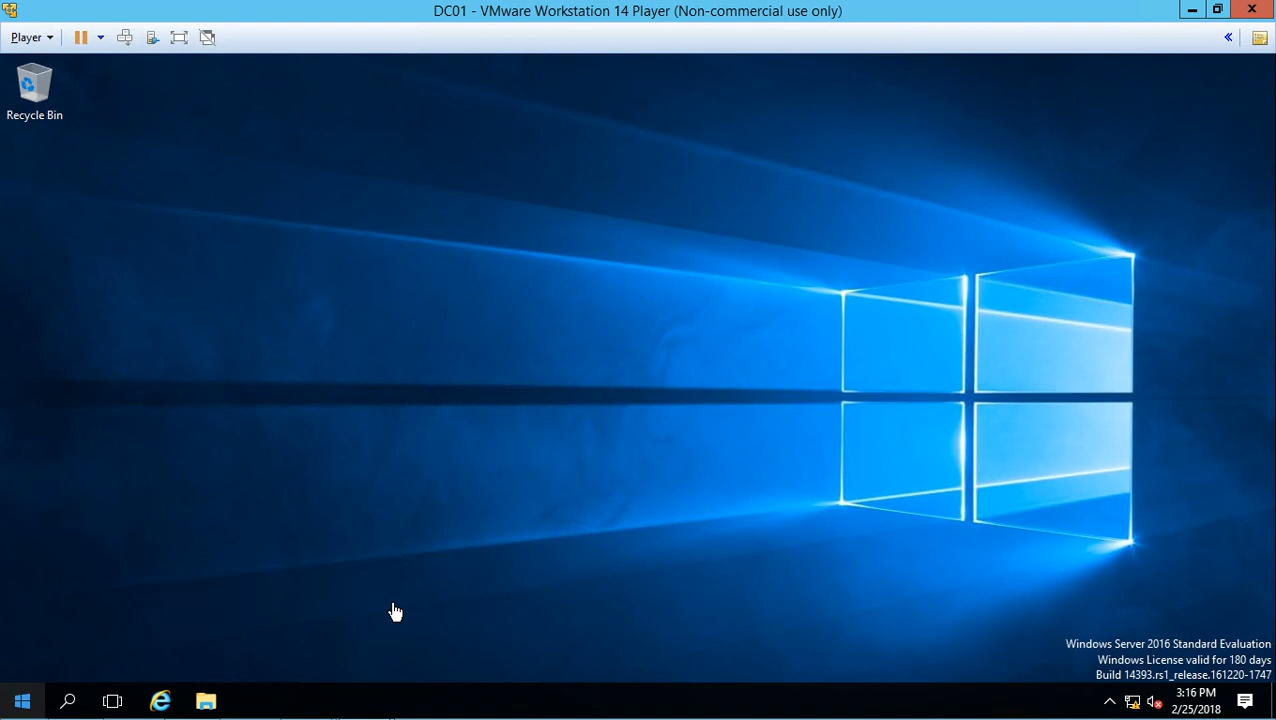 DC01 - VMware Workstation 14 Player (Non-commercial use only)
Player
Recycle Bin
Windows Server 2016 Standard Evaluation
Windows License valid for 180 days
Build 14393.rs1_release.161220-1747
3:16 PM
2/25/2018